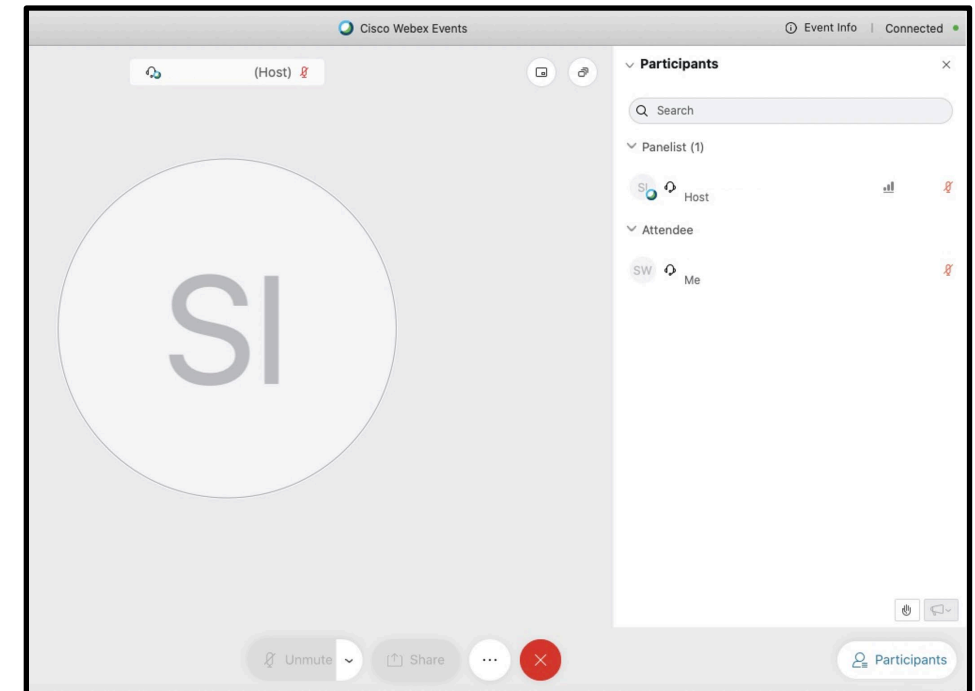 Cisco Webex Events
Event Info | Connected
(Host)
Participants
Search
Panelist (1)
SI
Host
Attendee
SW
Me
SI
Unmute
Share
...
Participants